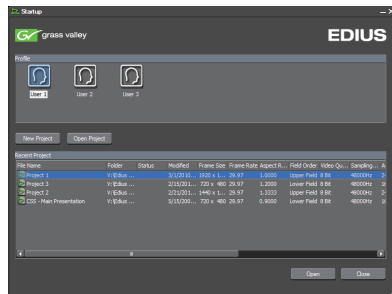 Startup
grass valley
EDIUS
Profile
User 1 User 2 User 3
New Project Open Project
Recent Project
File Name Folder Status Modified Frame Size Frame Rate Aspect R... Field Order Video Qu... Sampling...
Project 1 V:\Edius ... 3/1/2010... 1920 x 1... 29.97 1.0000 Upper Field 8 Bit 48000Hz
Project 3 V:\Edius ... 2/15/201... 720 x 480 29.97 1.2000 Lower Field 8 Bit 48000Hz
Project 2 V:\Edius ... 2/21/201... 1440 x 1... 29.97 1.3333 Upper Field 8 Bit 48000Hz
CSS - Main Presentation V:\Edius ... 5/15/200... 720 x 480 29.97 0.9000 Lower Field 8 Bit 48000Hz
Open Close